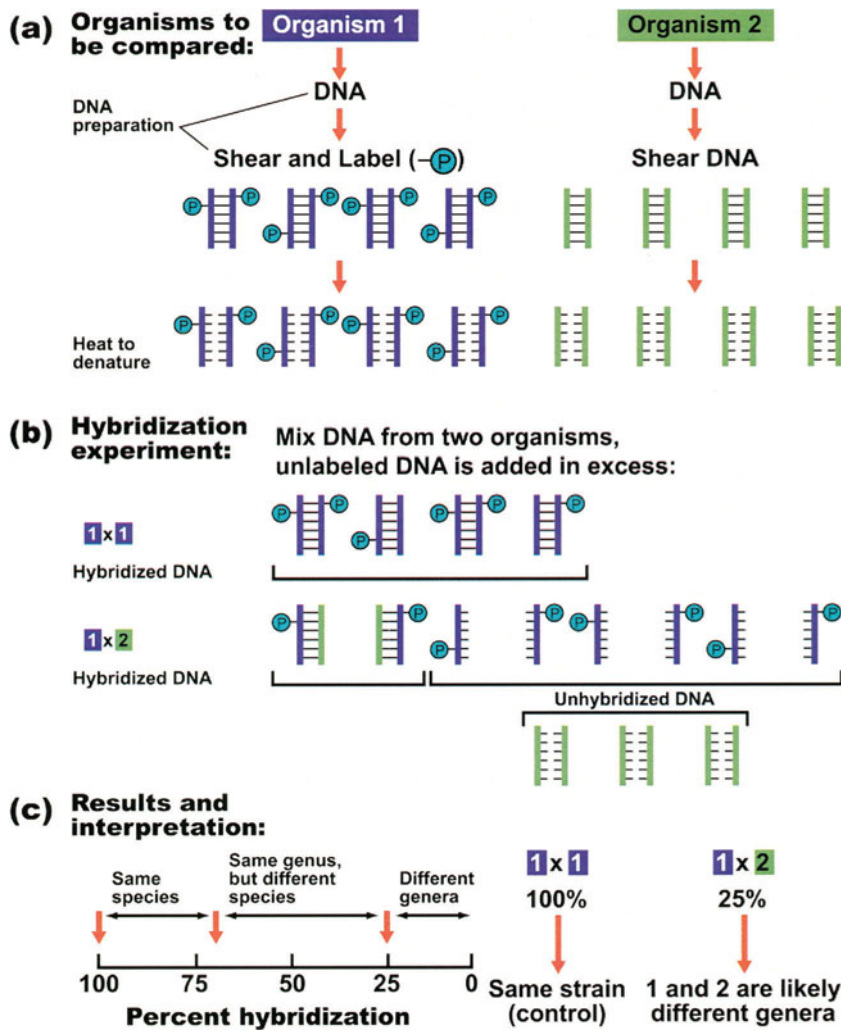 (a) Organisms to
be compared:
Organism 1
Organism 2
DNA
DNA
DNA
preparation
Shear and Label (–P)
Shear DNA
P P P P P P P
P P P P P P P
Heat to
denature
(b) Hybridization
experiment:
Mix DNA from two organisms,
unlabeled DNA is added in excess:
1 x 1
P P P P P P
Hybridized DNA
1 x 2
P P P P P P P P
Hybridized DNA
Unhybridized DNA
(c) Results and
interpretation:
Same
species
Same genus,
but different
species
Different
genera
100 75 50 25 0
Percent hybridization
1 x 1
100%
Same strain
(control)
1 x 2
25%
1 and 2 are likely
different genera